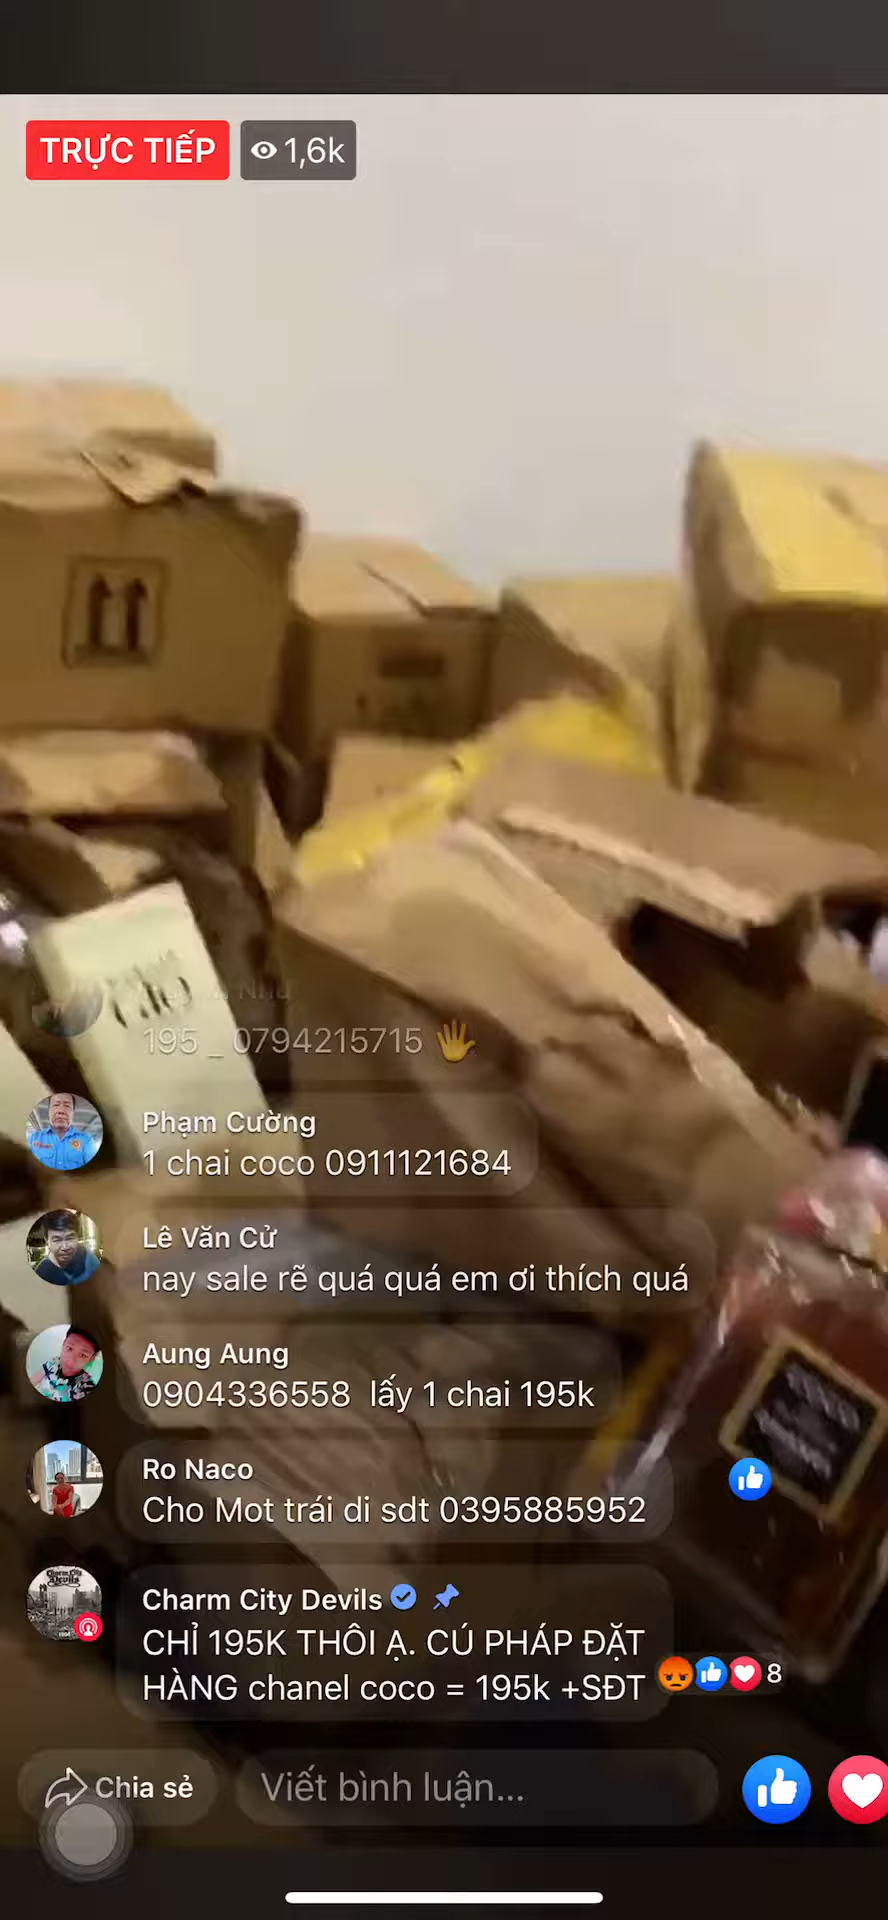 TRỰC TIẾP
1,6k
195 _ 0794215715 🖐
Phạm Cường
1 chai coco 0911121684
Lê Văn Cử
nay sale rẽ quá quá em ơi thích quá
Aung Aung
0904336558 lấy 1 chai 195k
Ro Naco
Cho Mot trái di sdt 0395885952
Charm City Devils
CHỈ 195K THÔI Ạ. CÚ PHÁP ĐẶT
HÀNG chanel coco = 195k +SĐT
8
Chia sẻ
Viết bình luận...